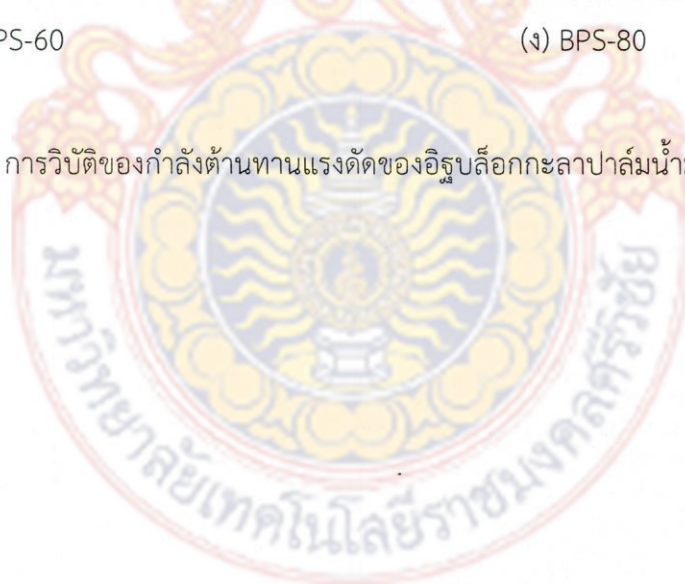 PS-60 (ง) BPS-80
การวิบัติของกำลังต้านทานแรงดัดของอิฐบล็อกกะลาปาล์มน้ำ
มหาวิทยาลัยเทคโนโลยีราชมงคลศรีวิชัย